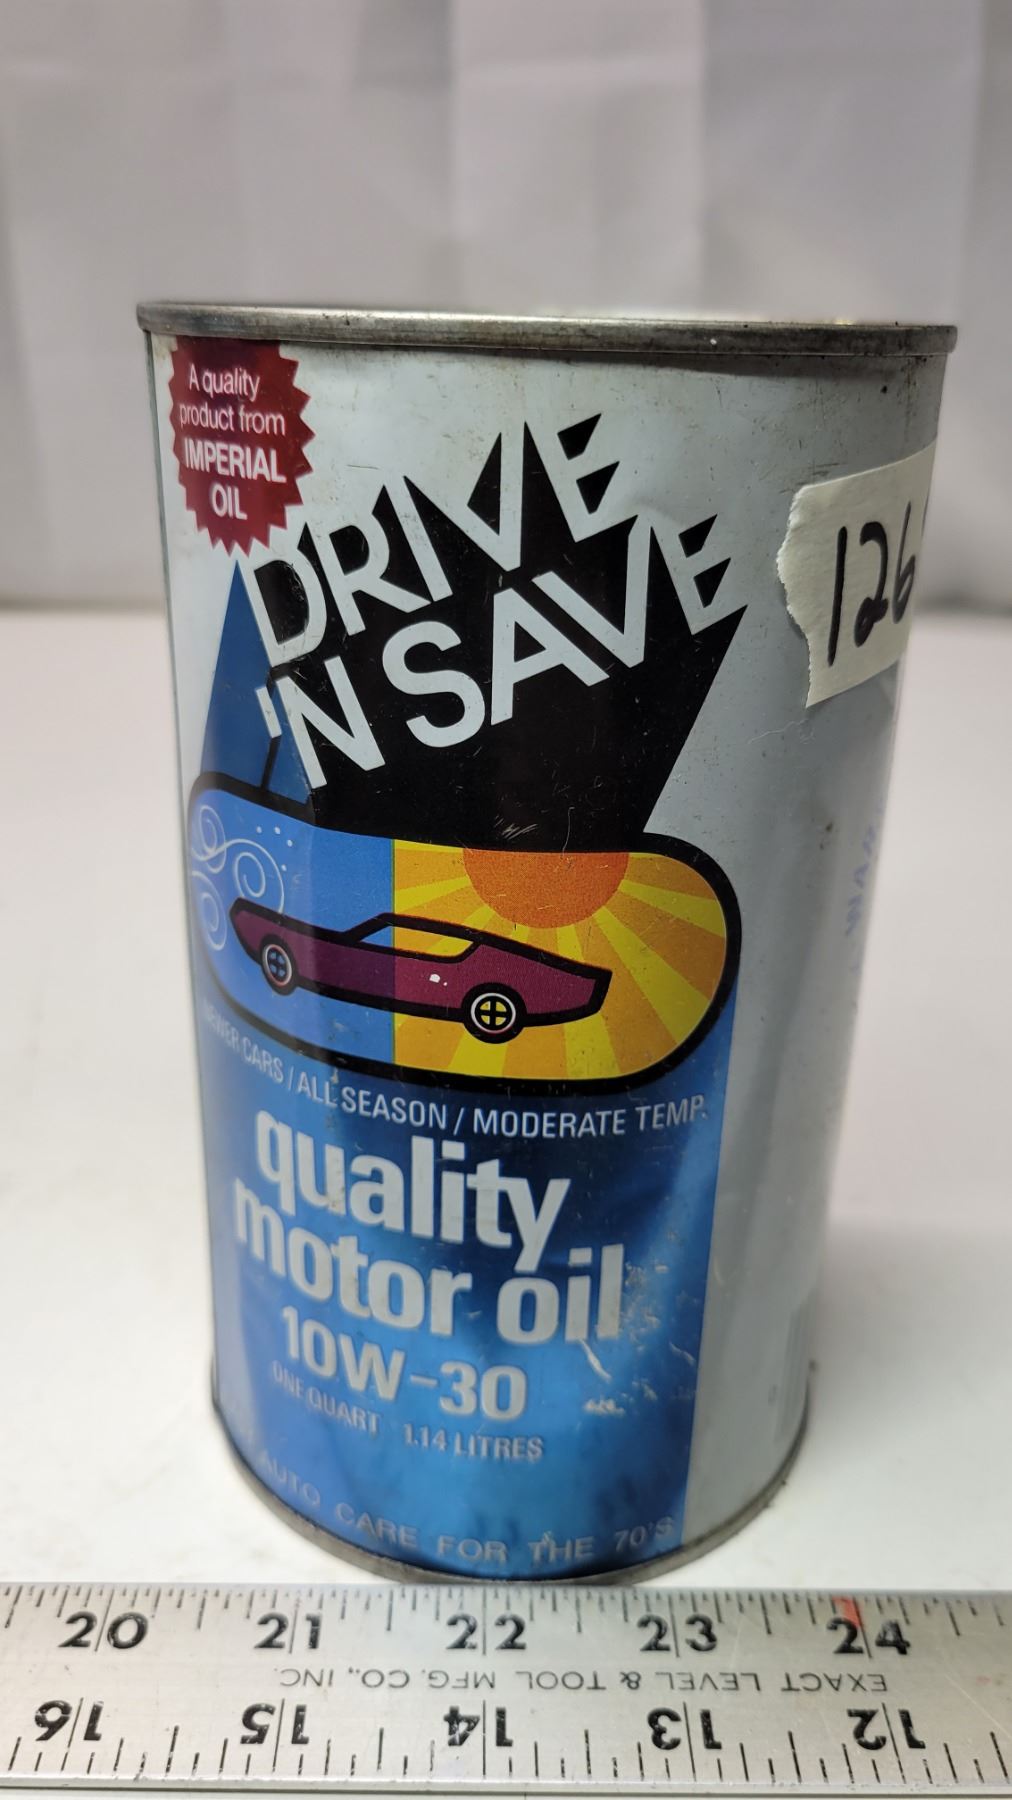 A quality
product from
IMPERIAL
OIL
DRIVE
'N SAVE
126
NEWER CARS / ALL SEASON / MODERATE TEMP.
quality
motor oil
10W-30
ONE QUART 1.14 LITRES
AUTO CARE FOR THE 70'S
20 21 22 23 24
EXACT LEVEL & TOOL MFG. CO., INC.
16 15 14 13 12